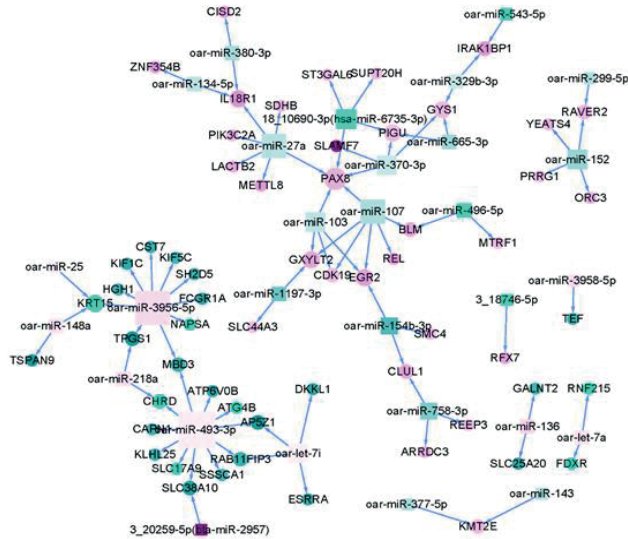 CISD2
oar-miR-543-5p
oar-miR-380-3p
IRAK1BP1
ZNF354B
ST3GAL6
SUPT20H
oar-miR-134-5p
oar-miR-329b-3p
oar-miR-299-5p
IL18R1
SDHB
GYS1
RAVER2
18_10690-3p(hsa-miR-6735-3p)
YEATS4
PIK3C2A
PIGU
oar-miR-27a
SLAMF7
oar-miR-665-3p
oar-miR-152
LACTB2
oar-miR-370-3p
PRRG1
METTL8
PAX8
ORC3
oar-miR-103
oar-miR-107
oar-miR-496-5p
BLM
MTRF1
CST7
GXYLT2
REL
KIF5C
CDK19
EGR2
oar-miR-25
KIF1C
SH2D5
oar-miR-3958-5p
HGH1
FCGR1A
oar-miR-1197-3p
3_18746-5p
KRT15
oar-miR-3956-5p
TEF
oar-miR-148a
NAPSA
SLC44A3
oar-miR-154b-3p
TPGS1
SMC4
TSPAN9
MBD3
RFX7
CLUL1
oar-miR-218a
ATP6V0B
DKKL1
GALNT2
RNF215
CHRD
ATG4B
oar-miR-758-3p
AP5Z1
REEP3
oar-miR-136
oar-miR-493-3p
oar-let-7a
KLHL25
RAB11FIP3
oar-let-7i
ARRDC3
SLC17A9
SSSCA1
SLC25A20
FDXR
SLC38A10
ESRRA
oar-miR-377-5p
oar-miR-143
3_20259-5p(bta-miR-2957)
KMT2E